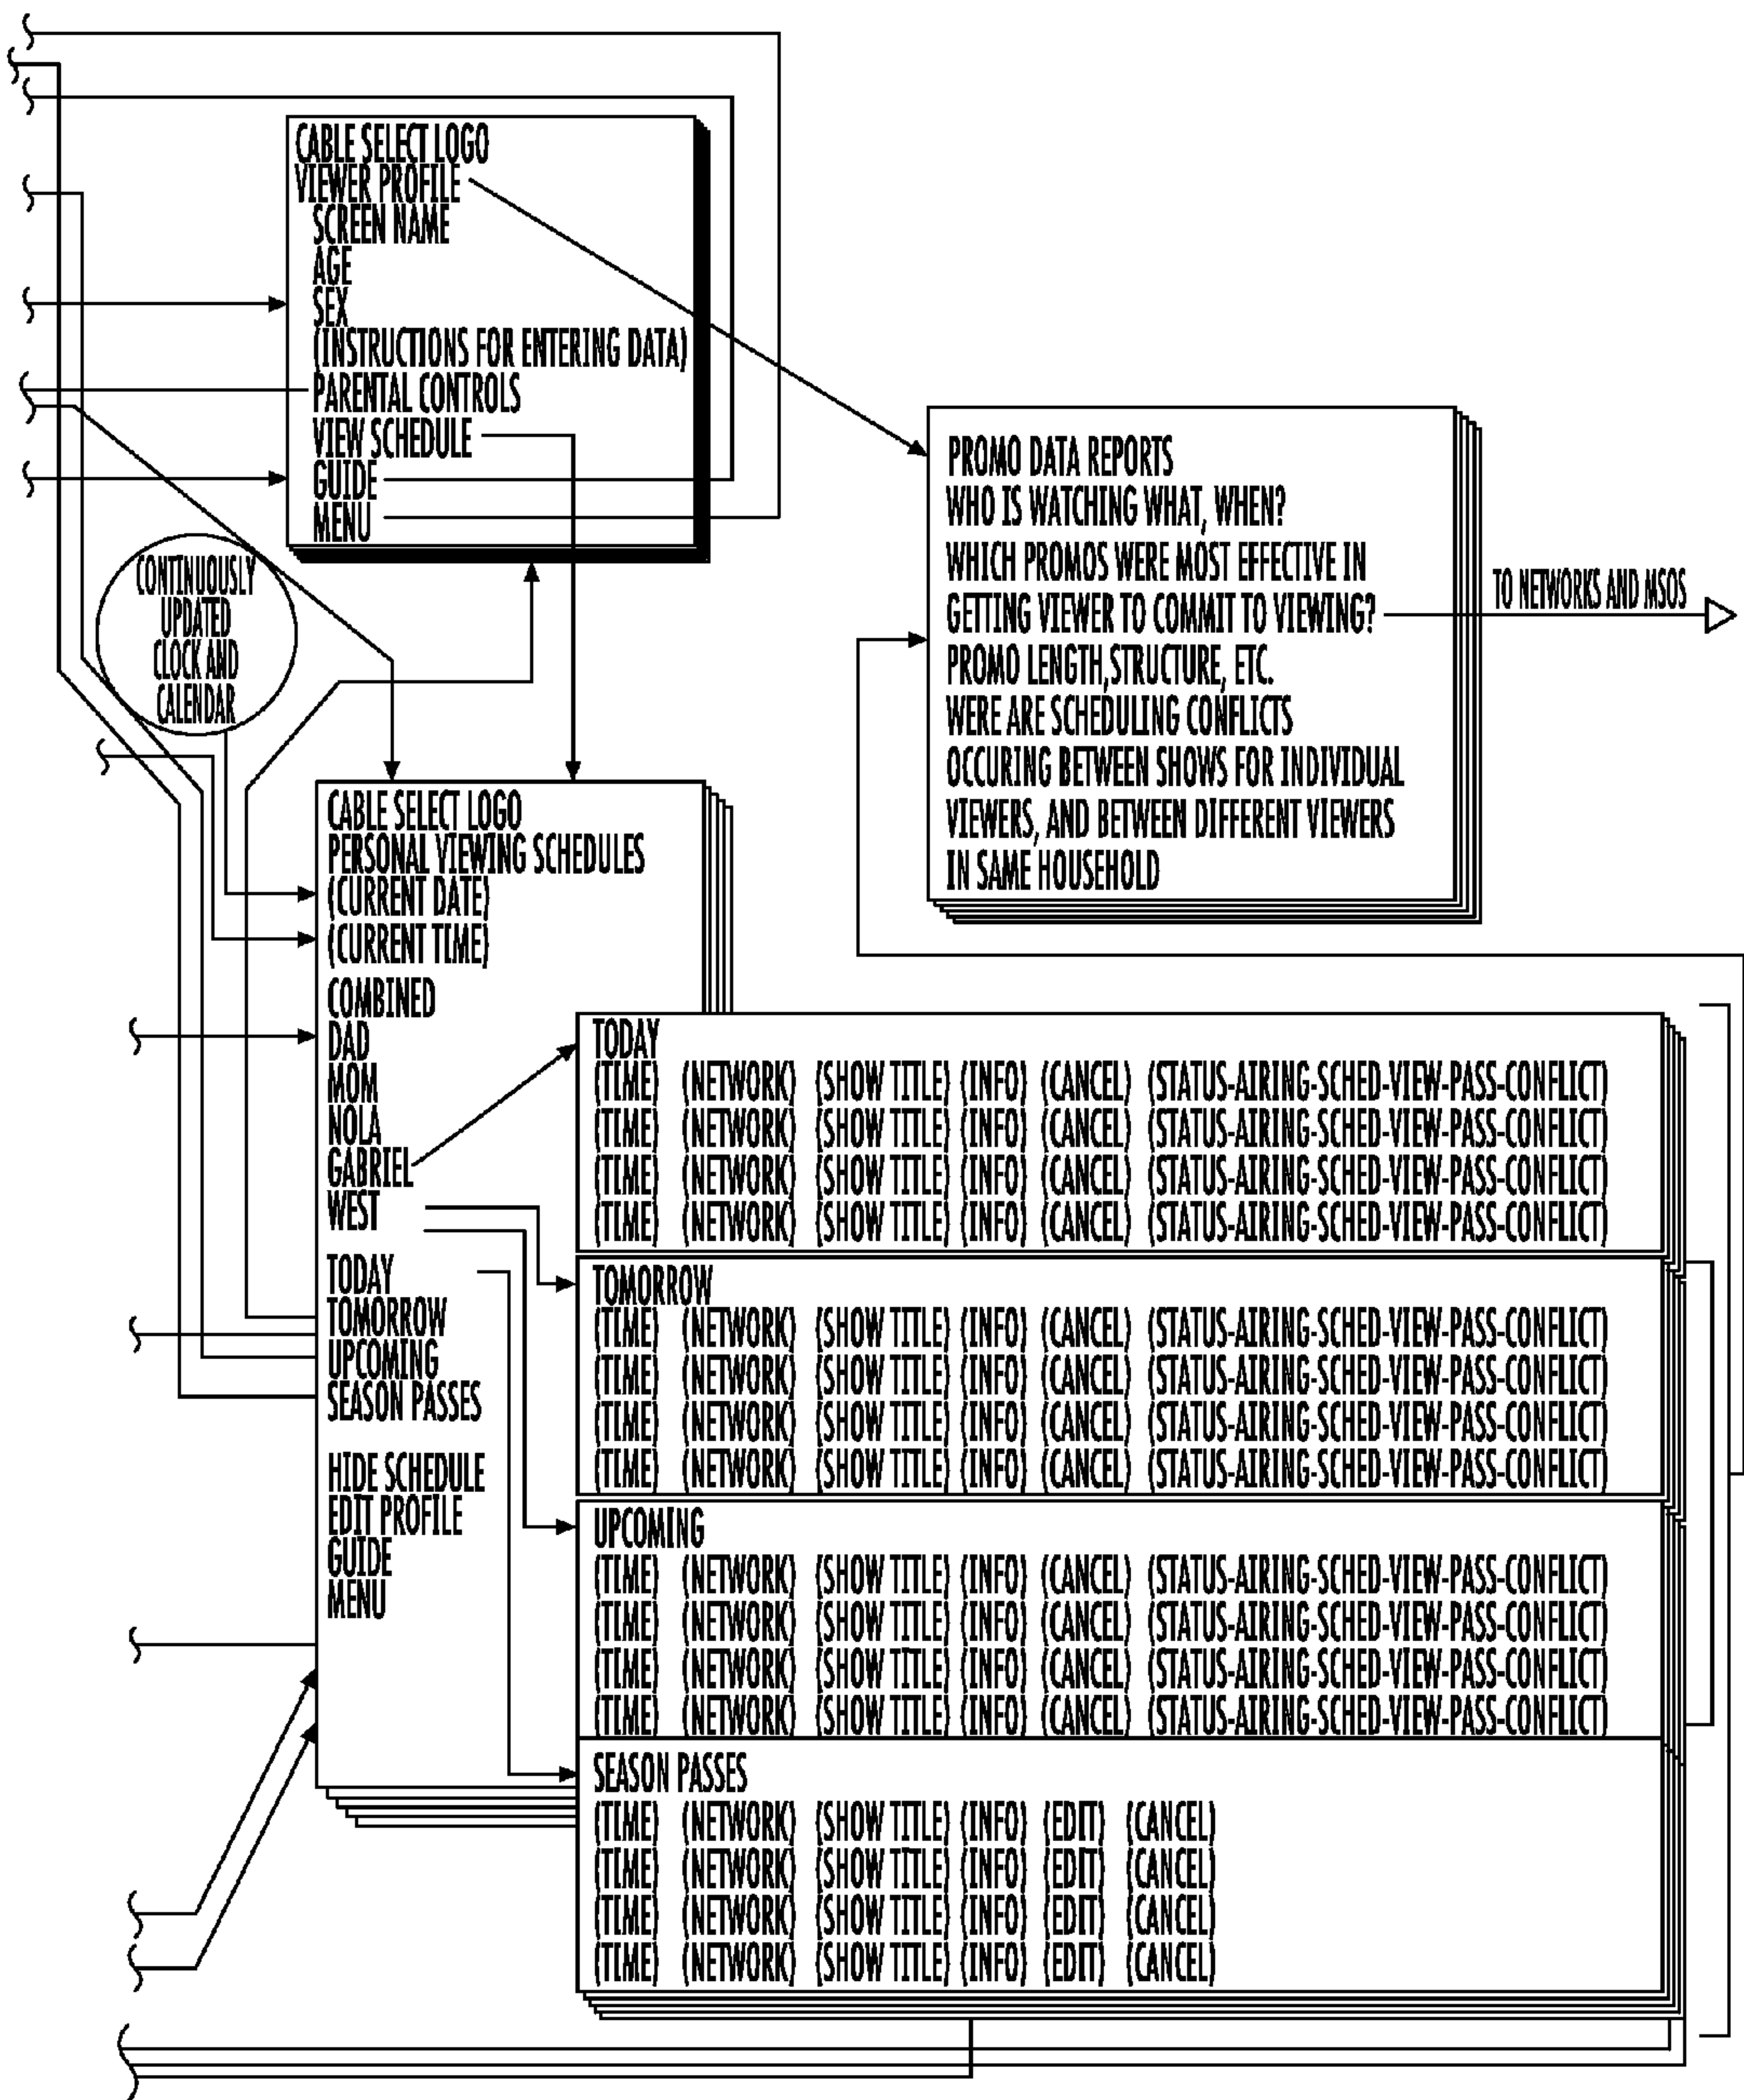 CABLE SELECT LOGO
VIEWER PROFILE
SCREEN NAME
AGE
SEX
(INSTRUCTIONS FOR ENTERING DATA)
PARENTAL CONTROLS
VIEW SCHEDULE
GUIDE
MENU
PROMO DATA REPORTS
WHO IS WATCHING WHAT, WHEN?
WHICH PROMOS WERE MOST EFFECTIVE IN
GETTING VIEWER TO COMMIT TO VIEWING?
PROMO LENGTH,STRUCTURE, ETC.
WERE ARE SCHEDULING CONFLICTS
OCCURING BETWEEN SHOWS FOR INDIVIDUAL
VIEWERS, AND BETWEEN DIFFERENT VIEWERS
IN SAME HOUSEHOLD
TO NETWORKS AND MSOS
CONTINUOUSLY
UPDATED
CLOCK AND
CALENDAR
CABLE SELECT LOGO
PERSONAL VIEWING SCHEDULES
(CURRENT DATE)
(CURRENT TIME)
COMBINED
DAD
MOM
NOLA
GABRIEL
WEST
TODAY
TOMORROW
UPCOMING
SEASON PASSES
HIDE SCHEDULE
EDIT PROFILE
GUIDE
MENU
TODAY
(TIME) (NETWORK) (SHOW TITLE) (INFO) (CANCEL) (STATUS-AIRING-SCHED-VIEW-PASS-CONFLICT)
(TIME) (NETWORK) (SHOW TITLE) (INFO) (CANCEL) (STATUS-AIRING-SCHED-VIEW-PASS-CONFLICT)
(TIME) (NETWORK) (SHOW TITLE) (INFO) (CANCEL) (STATUS-AIRING-SCHED-VIEW-PASS-CONFLICT)
(TIME) (NETWORK) (SHOW TITLE) (INFO) (CANCEL) (STATUS-AIRING-SCHED-VIEW-PASS-CONFLICT)
TOMORROW
(TIME) (NETWORK) (SHOW TITLE) (INFO) (CANCEL) (STATUS-AIRING-SCHED-VIEW-PASS-CONFLICT)
(TIME) (NETWORK) (SHOW TITLE) (INFO) (CANCEL) (STATUS-AIRING-SCHED-VIEW-PASS-CONFLICT)
(TIME) (NETWORK) (SHOW TITLE) (INFO) (CANCEL) (STATUS-AIRING-SCHED-VIEW-PASS-CONFLICT)
(TIME) (NETWORK) (SHOW TITLE) (INFO) (CANCEL) (STATUS-AIRING-SCHED-VIEW-PASS-CONFLICT)
UPCOMING
(TIME) (NETWORK) (SHOW TITLE) (INFO) (CANCEL) (STATUS-AIRING-SCHED-VIEW-PASS-CONFLICT)
(TIME) (NETWORK) (SHOW TITLE) (INFO) (CANCEL) (STATUS-AIRING-SCHED-VIEW-PASS-CONFLICT)
(TIME) (NETWORK) (SHOW TITLE) (INFO) (CANCEL) (STATUS-AIRING-SCHED-VIEW-PASS-CONFLICT)
(TIME) (NETWORK) (SHOW TITLE) (INFO) (CANCEL) (STATUS-AIRING-SCHED-VIEW-PASS-CONFLICT)
SEASON PASSES
(TIME) (NETWORK) (SHOW TITLE) (INFO) (EDIT) (CANCEL)
(TIME) (NETWORK) (SHOW TITLE) (INFO) (EDIT) (CANCEL)
(TIME) (NETWORK) (SHOW TITLE) (INFO) (EDIT) (CANCEL)
(TIME) (NETWORK) (SHOW TITLE) (INFO) (EDIT) (CANCEL)